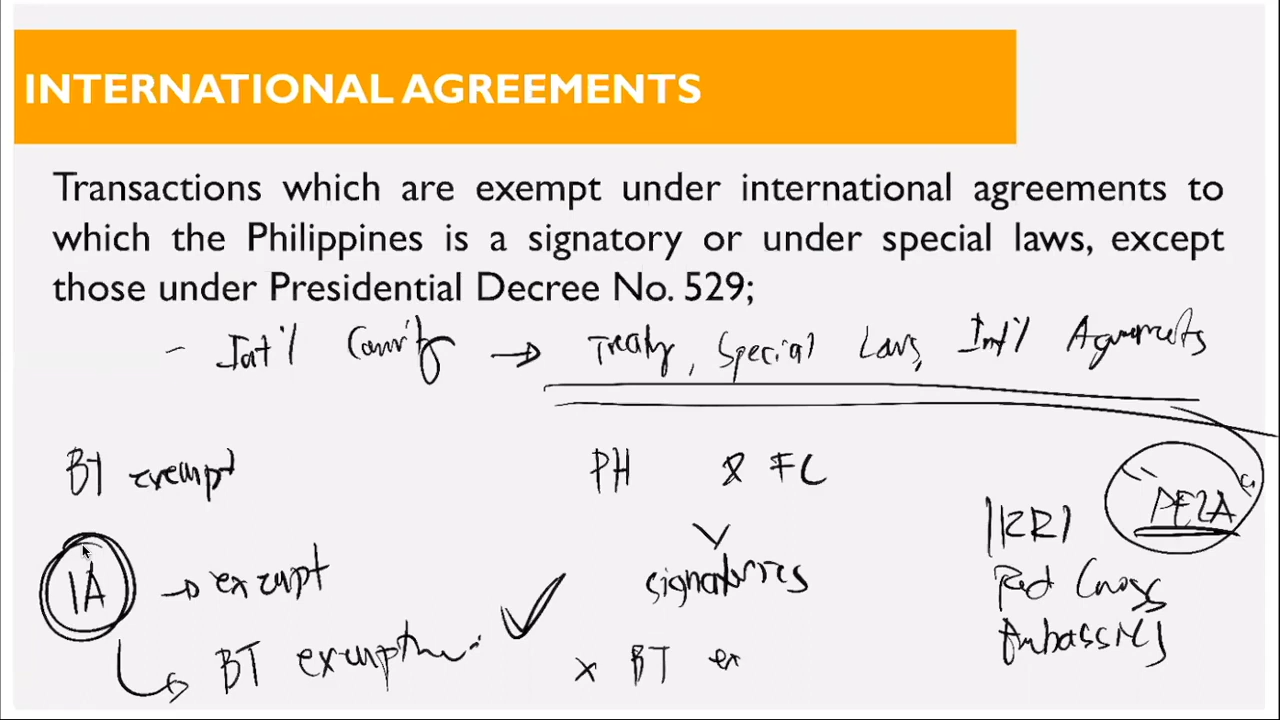 INTERNATIONAL AGREEMENTS
Transactions which are exempt under international agreements to
which the Philippines is a signatory or under special laws, except
those under Presidential Decree No. 529;
- Int'l → Treaty, Special Laws, Int'l Agreements
BT exempt PH & FC
IRRI PEZA
IA → exempt signatories Red Cross
BT exemption ✓ x BT ex Embassies